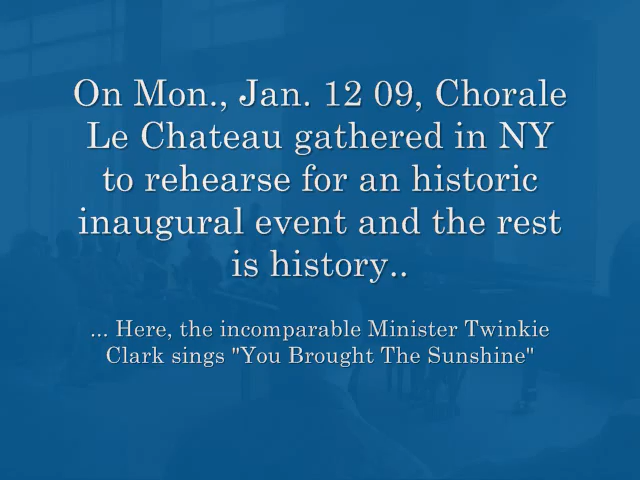 On Mon., Jan. 12 09, Chorale
Le Chateau gathered in NY
to rehearse for an historic
inaugural event and the rest
is history..
... Here, the incomparable Minister Twinkie
Clark sings "You Brought The Sunshine"